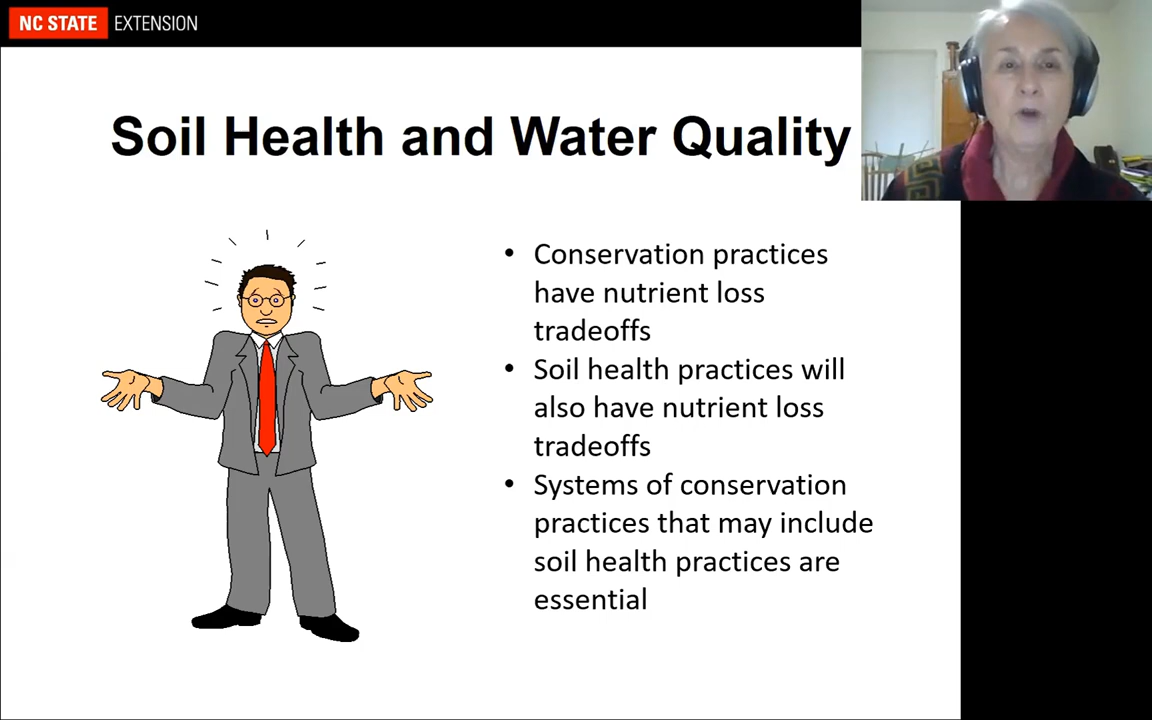 NC STATE EXTENSION
Soil Health and Water Quality
• Conservation practices
have nutrient loss
tradeoffs
• Soil health practices will
also have nutrient loss
tradeoffs
• Systems of conservation
practices that may include
soil health practices are
essential